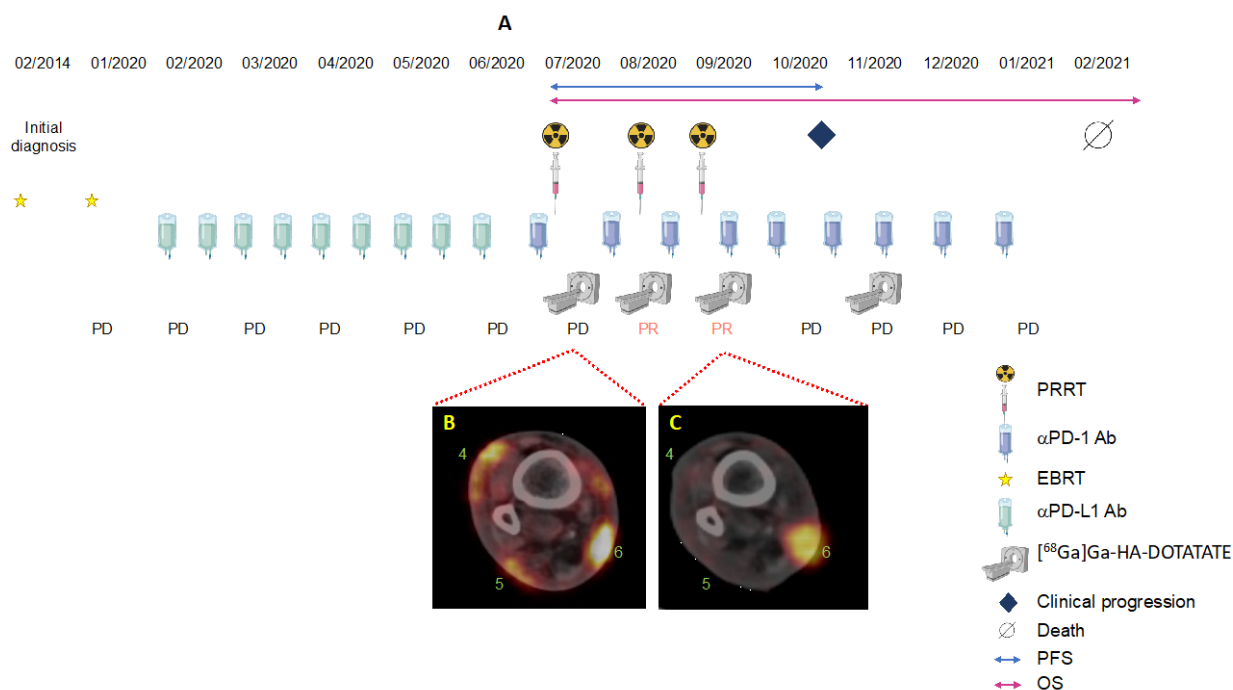 A
02/2014 01/2020 02/2020 03/2020 04/2020 05/2020 06/2020 07/2020 08/2020 09/2020 10/2020 11/2020 12/2020 01/2021 02/2021
Initial
diagnosis
PD PD PD PD PD PD PD PR PR PD PD PD PD
B
4
5
6
C
4
5
6
PRRT
αPD-1 Ab
EBRT
αPD-L1 Ab
[⁶⁸Ga]Ga-HA-DOTATATE
Clinical progression
Death
PFS
OS